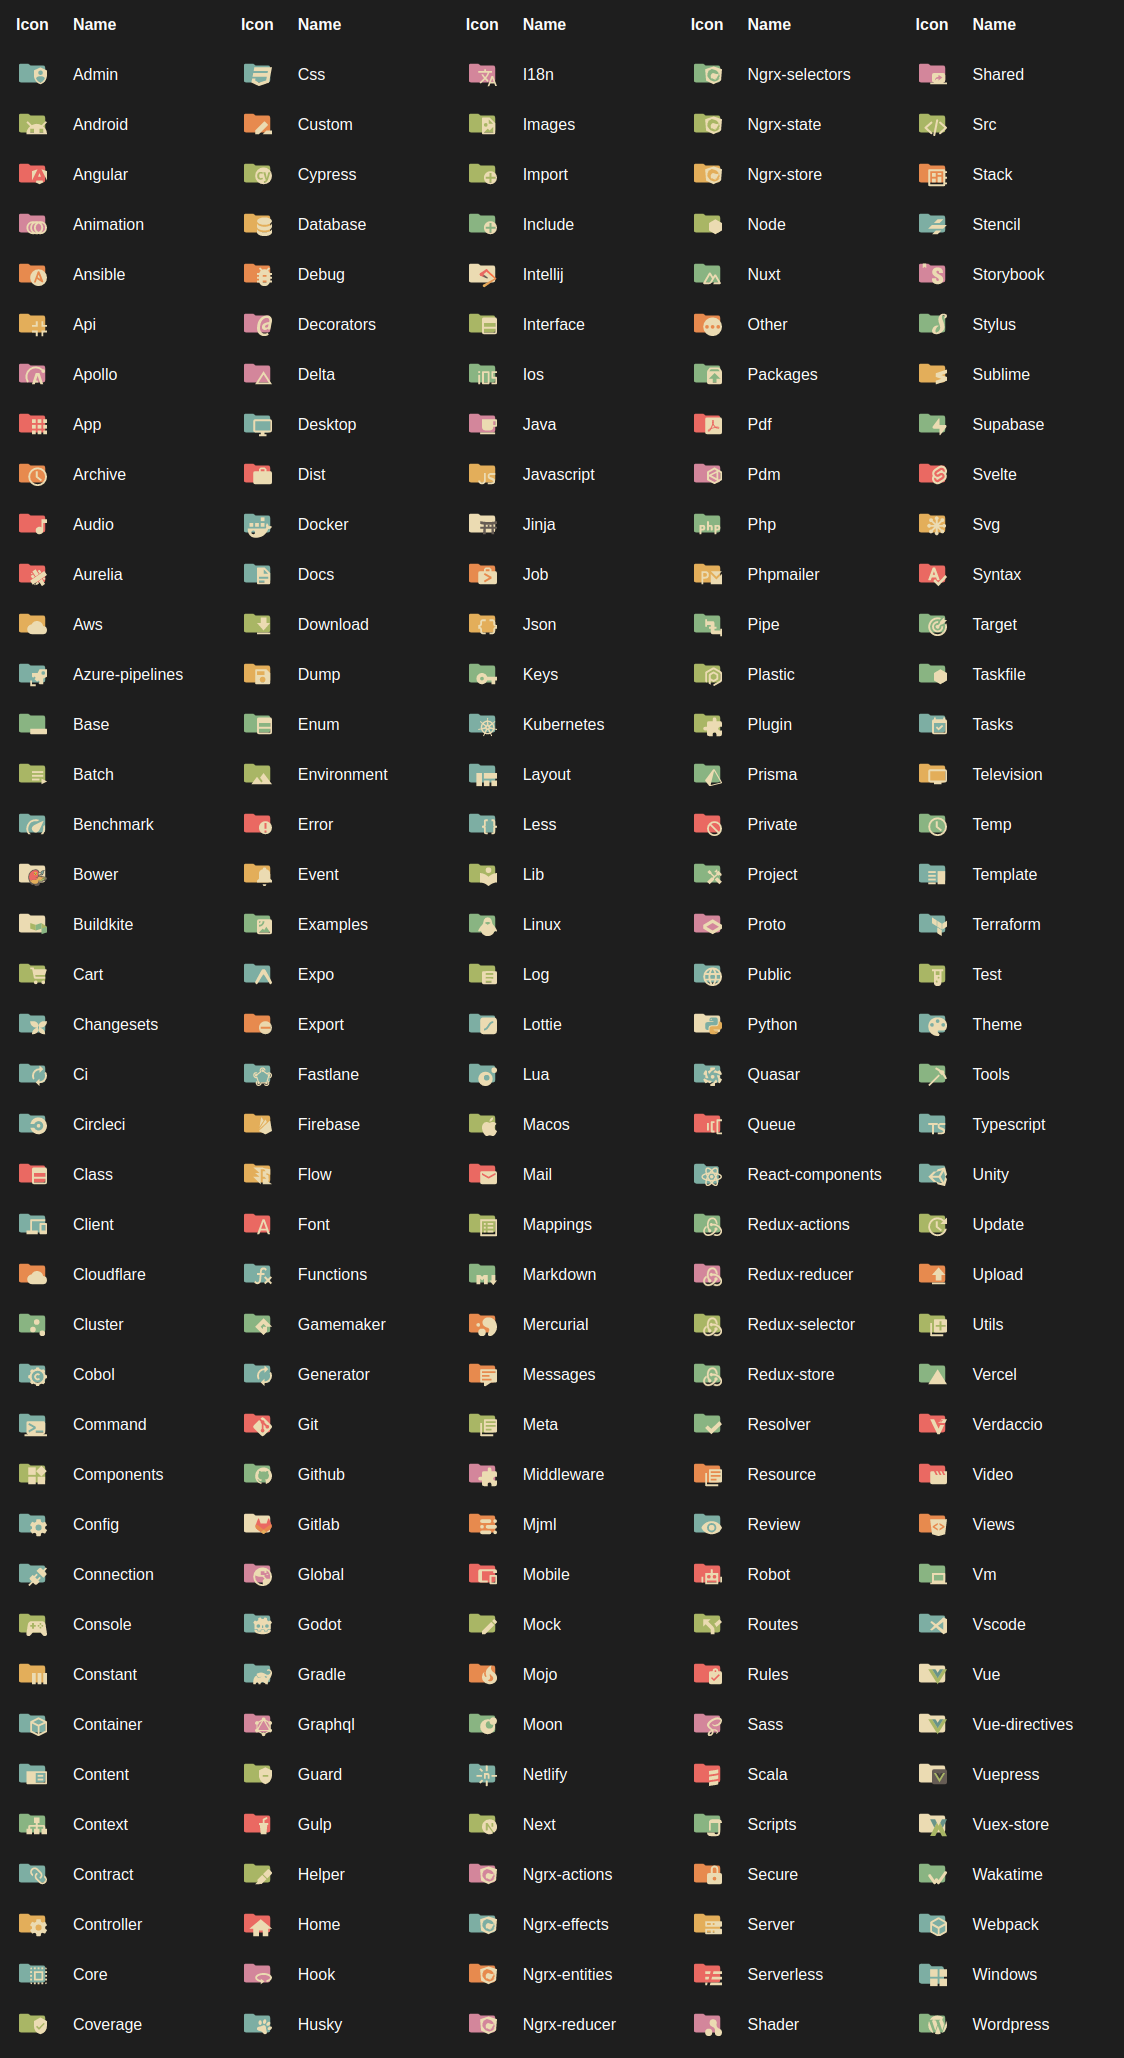 Icon Name Icon Name Icon Name Icon Name Icon Name
Admin Css I18n Ngrx-selectors Shared
Android Custom Images Ngrx-state Src
Angular Cypress Import Ngrx-store Stack
Animation Database Include Node Stencil
Ansible Debug Intellij Nuxt Storybook
Api Decorators Interface Other Stylus
Apollo Delta Ios Packages Sublime
App Desktop Java Pdf Supabase
Archive Dist Javascript Pdm Svelte
Audio Docker Jinja Php Svg
Aurelia Docs Job Phpmailer Syntax
Aws Download Json Pipe Target
Azure-pipelines Dump Keys Plastic Taskfile
Base Enum Kubernetes Plugin Tasks
Batch Environment Layout Prisma Television
Benchmark Error Less Private Temp
Bower Event Lib Project Template
Buildkite Examples Linux Proto Terraform
Cart Expo Log Public Test
Changesets Export Lottie Python Theme
Ci Fastlane Lua Quasar Tools
Circleci Firebase Macos Queue Typescript
Class Flow Mail React-components Unity
Client Font Mappings Redux-actions Update
Cloudflare Functions Markdown Redux-reducer Upload
Cluster Gamemaker Mercurial Redux-selector Utils
Cobol Generator Messages Redux-store Vercel
Command Git Meta Resolver Verdaccio
Components Github Middleware Resource Video
Config Gitlab Mjml Review Views
Connection Global Mobile Robot Vm
Console Godot Mock Routes Vscode
Constant Gradle Mojo Rules Vue
Container Graphql Moon Sass Vue-directives
Content Guard Netlify Scala Vuepress
Context Gulp Next Scripts Vuex-store
Contract Helper Ngrx-actions Secure Wakatime
Controller Home Ngrx-effects Server Webpack
Core Hook Ngrx-entities Serverless Windows
Coverage Husky Ngrx-reducer Shader Wordpress